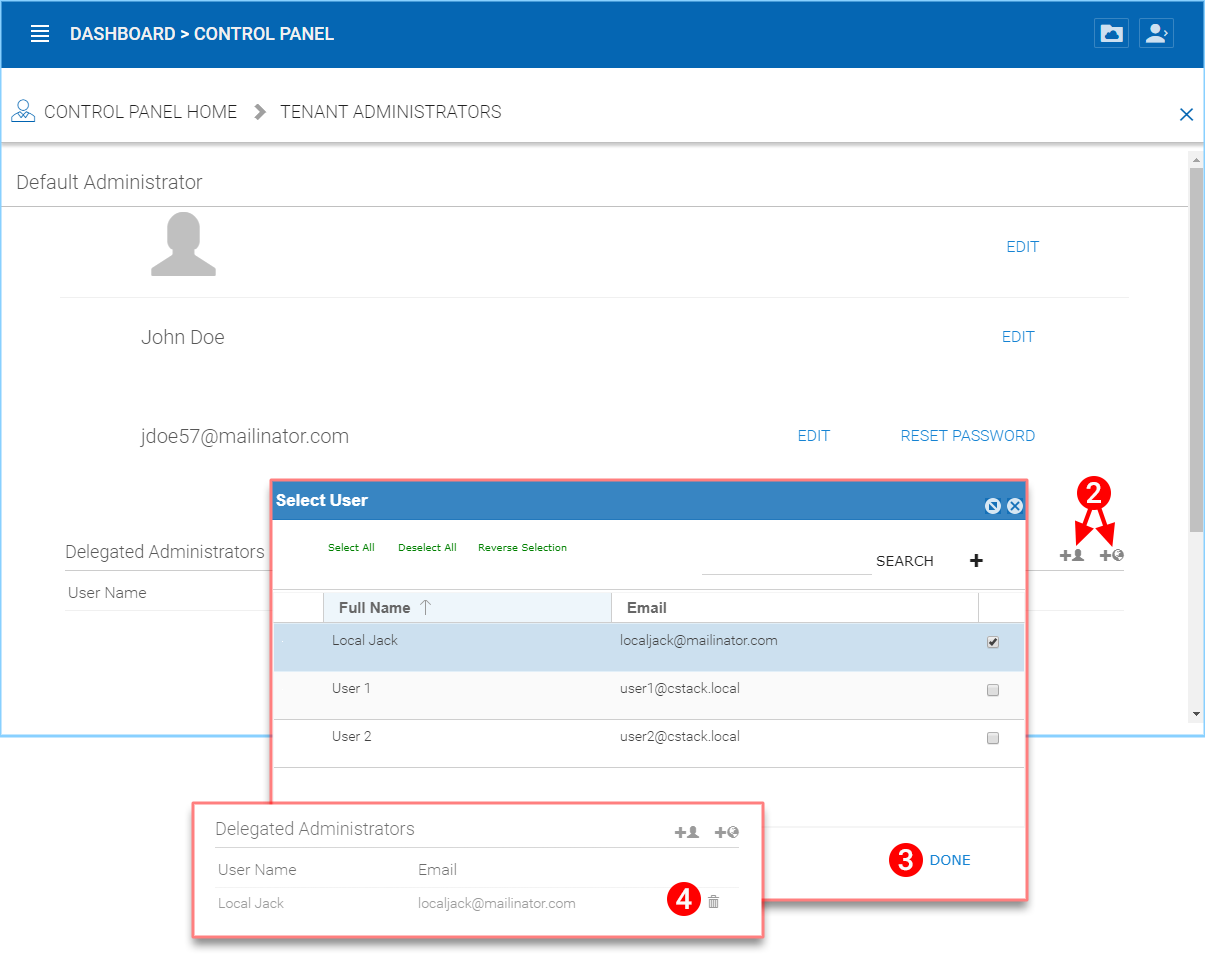 DASHBOARD > CONTROL PANEL
CONTROL PANEL HOME TENANT ADMINISTRATORS
Default Administrator
EDIT
John Doe EDIT
jdoe57@mailinator.com EDIT RESET PASSWORD
2
Delegated Administrators
User Name
Select User
Select All Deselect All Reverse Selection
SEARCH
Full Name Email
Local Jack localjack@mailinator.com
User 1 user1@cstack.local
User 2 user2@cstack.local
3 DONE
Delegated Administrators
User Name Email
Local Jack localjack@mailinator.com 4